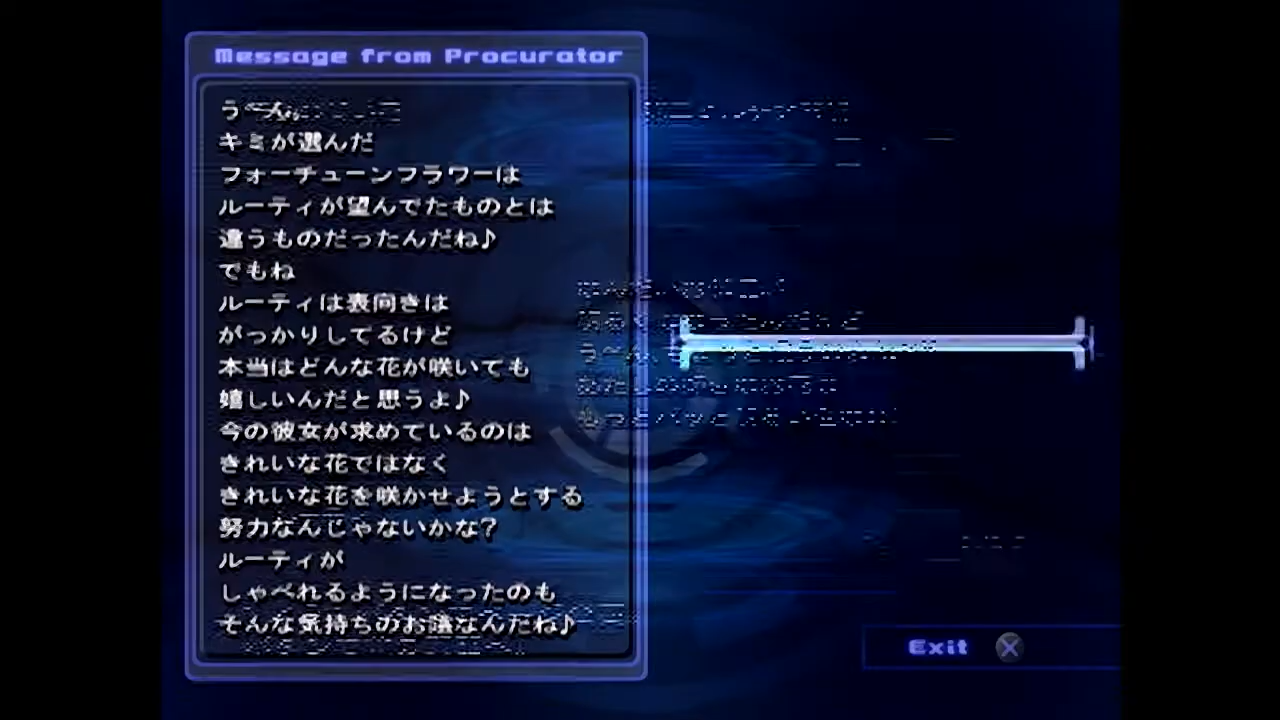 Message from Procurator
う~ん。
キミが選んだ
フォーチューンフラワーは
ルーティが望んでたものとは
違うものだったんだね♪
でもね
ルーティは表向きは
がっかりしてるけど
本当はどんな花が咲いても
嬉しいんだと思うよ♪
今の彼女が求めているのは
きれいな花ではなく
きれいな花を咲かせようとする
努力なんじゃないかな?
ルーティが
しゃべれるようになったのも
そんな気持ちのお蔭なんだね♪
Exit